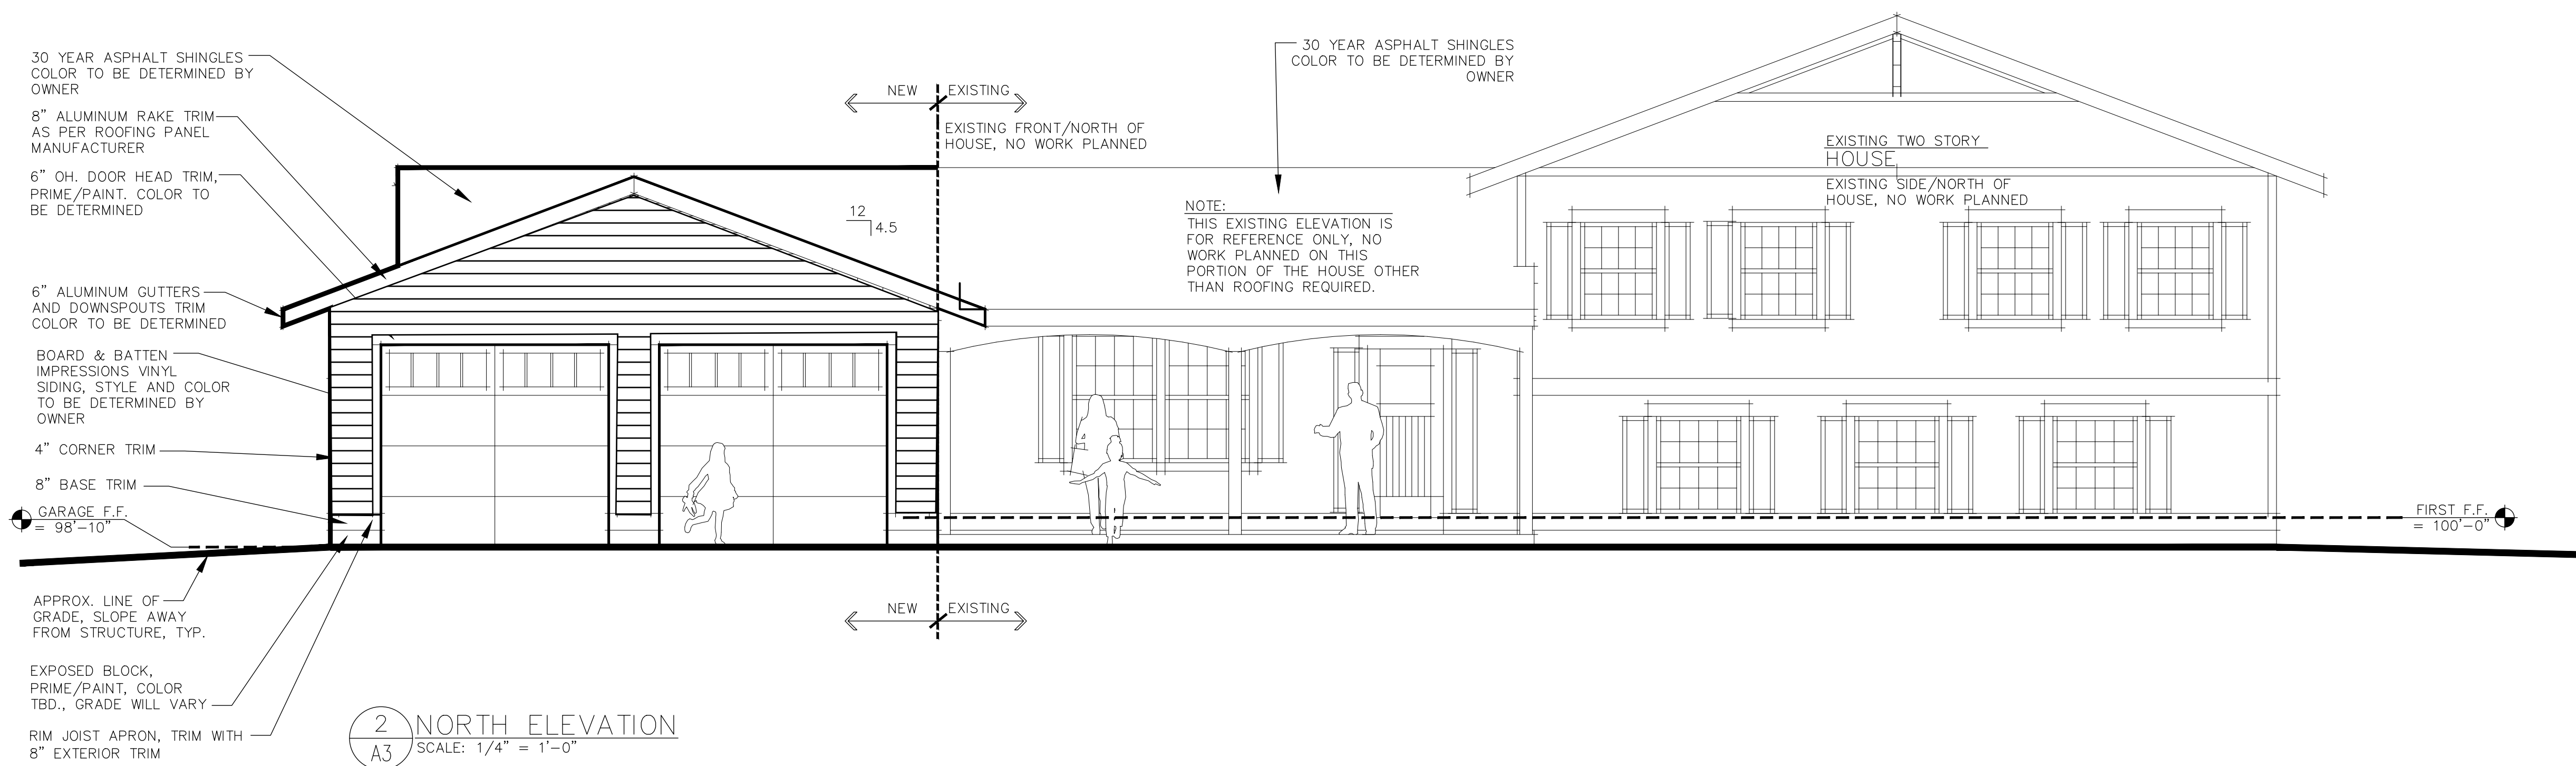 30 YEAR ASPHALT SHINGLES
COLOR TO BE DETERMINED BY
OWNER
8" ALUMINUM RAKE TRIM
AS PER ROOFING PANEL
MANUFACTURER
6" OH. DOOR HEAD TRIM,
PRIME/PAINT. COLOR TO
BE DETERMINED
6" ALUMINUM GUTTERS
AND DOWNSPOUTS TRIM
COLOR TO BE DETERMINED
BOARD & BATTEN
IMPRESSIONS VINYL
SIDING, STYLE AND COLOR
TO BE DETERMINED BY
OWNER
4" CORNER TRIM
8" BASE TRIM
GARAGE F.F.
= 98'-10"
APPROX. LINE OF
GRADE, SLOPE AWAY
FROM STRUCTURE, TYP.
EXPOSED BLOCK,
PRIME/PAINT, COLOR
TBD., GRADE WILL VARY
RIM JOIST APRON, TRIM WITH
8" EXTERIOR TRIM
NEW
EXISTING
EXISTING FRONT/NORTH OF
HOUSE, NO WORK PLANNED
12
4.5
30 YEAR ASPHALT SHINGLES
COLOR TO BE DETERMINED BY
OWNER
NOTE:
THIS EXISTING ELEVATION IS
FOR REFERENCE ONLY, NO
WORK PLANNED ON THIS
PORTION OF THE HOUSE OTHER
THAN ROOFING REQUIRED.
EXISTING TWO STORY
HOUSE
EXISTING SIDE/NORTH OF
HOUSE, NO WORK PLANNED
FIRST F.F.
= 100'-0"
NEW
EXISTING
2
A3
NORTH ELEVATION
SCALE: 1/4" = 1'-0"